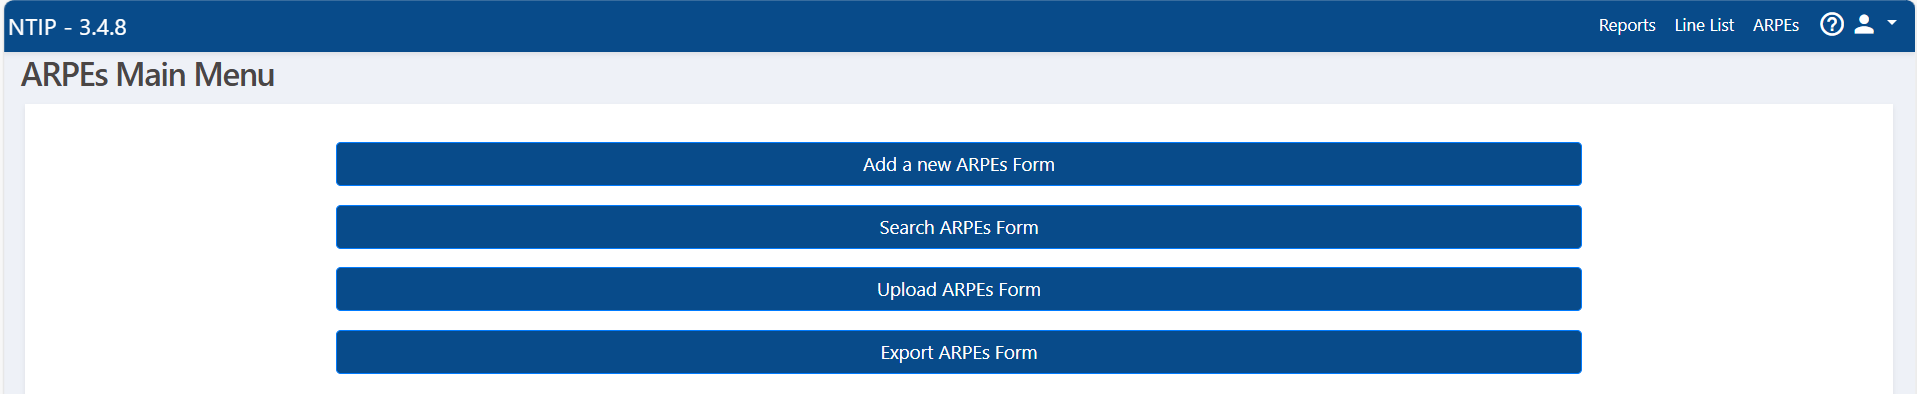 NTIP - 3.4.8
Reports Line List ARPEs
ARPEs Main Menu
Add a new ARPEs Form
Search ARPEs Form
Upload ARPEs Form
Export ARPEs Form